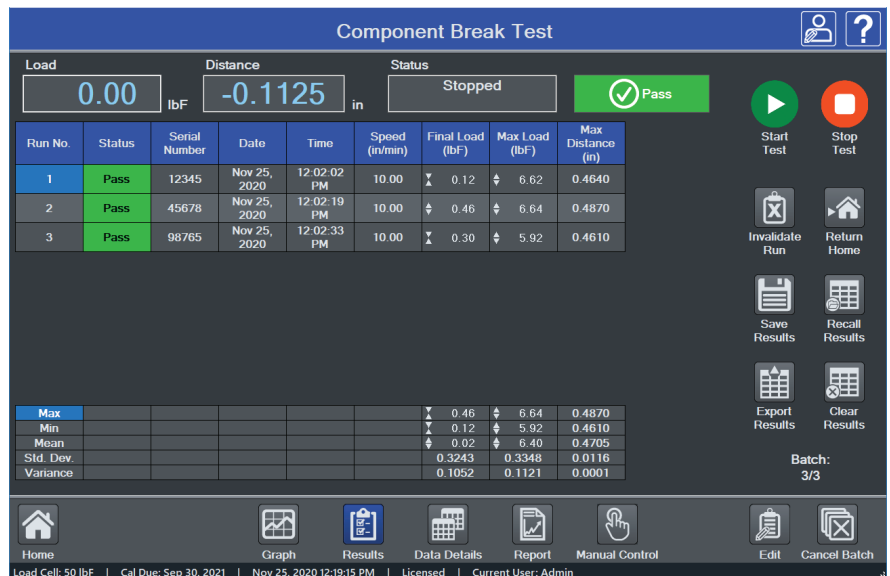 Component Break Test
?
Load
Distance
Status
0.00 lbF
-0.1125 in
Stopped
Pass
Start Test
Stop Test
Run No. Status Serial Number Date Time Speed (in/min) Final Load (lbF) Max Load (lbF) Max Distance (in)
1 Pass 12345 Nov 25, 2020 12:02:02 PM 10.00 0.12 6.62 0.4640
2 Pass 45678 Nov 25, 2020 12:02:19 PM 10.00 0.46 6.64 0.4870
3 Pass 98765 Nov 25, 2020 12:02:33 PM 10.00 0.30 5.92 0.4610
Invalidate Run
Return Home
Save Results
Recall Results
Export Results
Clear Results
Max 0.46 6.64 0.4870
Min 0.12 5.92 0.4610
Mean 0.02 6.40 0.4705
Std. Dev. 0.3243 0.3348 0.0116
Variance 0.1052 0.1121 0.0001
Batch:
3/3
Home
Graph
Results
Data Details
Report
Manual Control
Edit
Cancel Batch
Load Cell: 50 lbF | Cal Due: Sep 30, 2021 | Nov 25, 2020 12:19:15 PM | Licensed | Current User: Admin